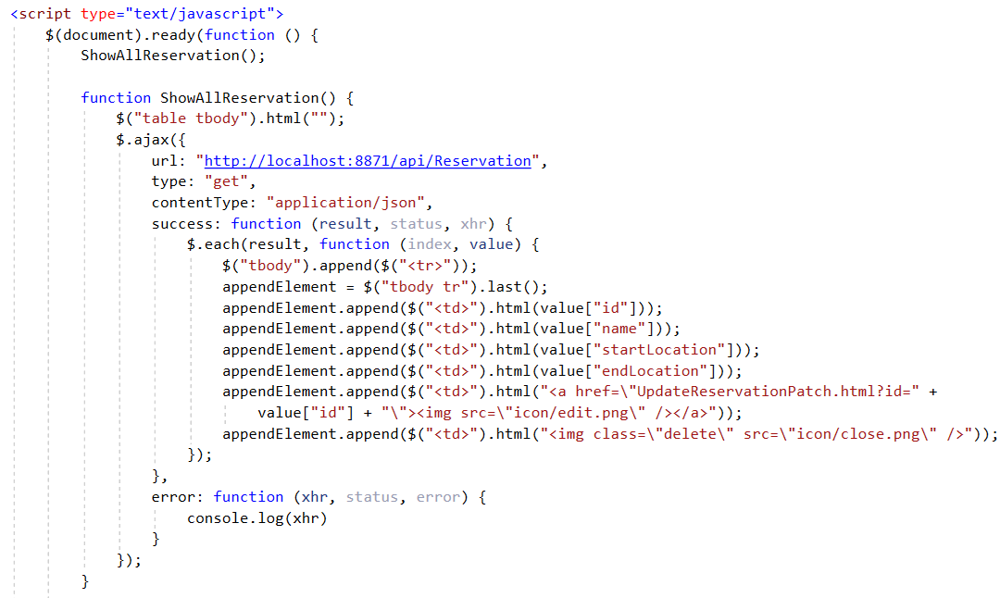 <script type="text/javascript">
    $(document).ready(function () {
        ShowAllReservation();

        function ShowAllReservation() {
            $("table tbody").html("");
            $.ajax({
                url: "http://localhost:8871/api/Reservation",
                type: "get",
                contentType: "application/json",
                success: function (result, status, xhr) {
                    $.each(result, function (index, value) {
                        $("tbody").append($("<tr>"));
                        appendElement = $("tbody tr").last();
                        appendElement.append($("<td>").html(value["id"]));
                        appendElement.append($("<td>").html(value["name"]));
                        appendElement.append($("<td>").html(value["startLocation"]));
                        appendElement.append($("<td>").html(value["endLocation"]));
                        appendElement.append($("<td>").html("<a href=\"UpdateReservationPatch.html?id=" +
                            value["id"] + "\"><img src=\"icon/edit.png\" /></a>"));
                        appendElement.append($("<td>").html("<img class=\"delete\" src=\"icon/close.png\" />"));
                    });
                },
                error: function (xhr, status, error) {
                    console.log(xhr)
                }
            });
        }